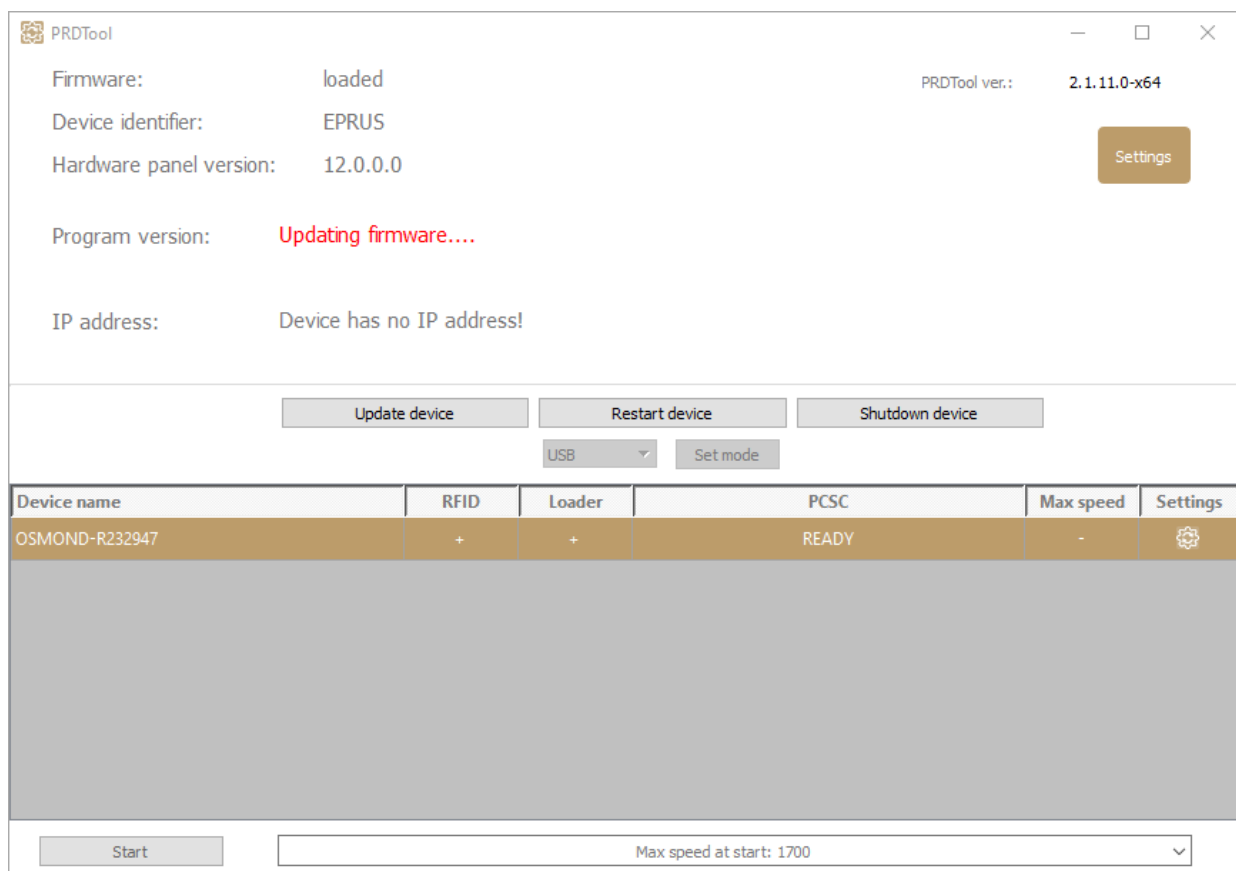 PRDTool
Firmware: loaded PRDTool ver.: 2.1.11.0-x64
Device identifier: EPRUS
Settings
Hardware panel version: 12.0.0.0
Program version: Updating firmware....
IP address: Device has no IP address!
Update device Restart device Shutdown device
USB Set mode
Device name RFID Loader PCSC Max speed Settings
OSMOND-R232947 + + READY -
Start Max speed at start: 1700